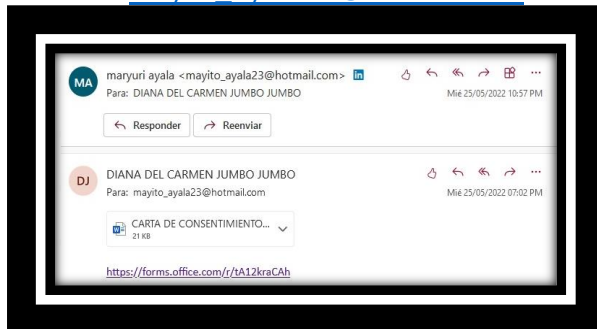 MA
maryuri ayala <mayito_ayala23@hotmail.com>
Para: DIANA DEL CARMEN JUMBO JUMBO
Mié 25/05/2022 10:57 PM
Responder
Reenviar
DJ
DIANA DEL CARMEN JUMBO JUMBO
Para: mayito_ayala23@hotmail.com
Mié 25/05/2022 07:02 PM
CARTA DE CONSENTIMIENTO...
21 KB
https://forms.office.com/r/tA12kraCAh